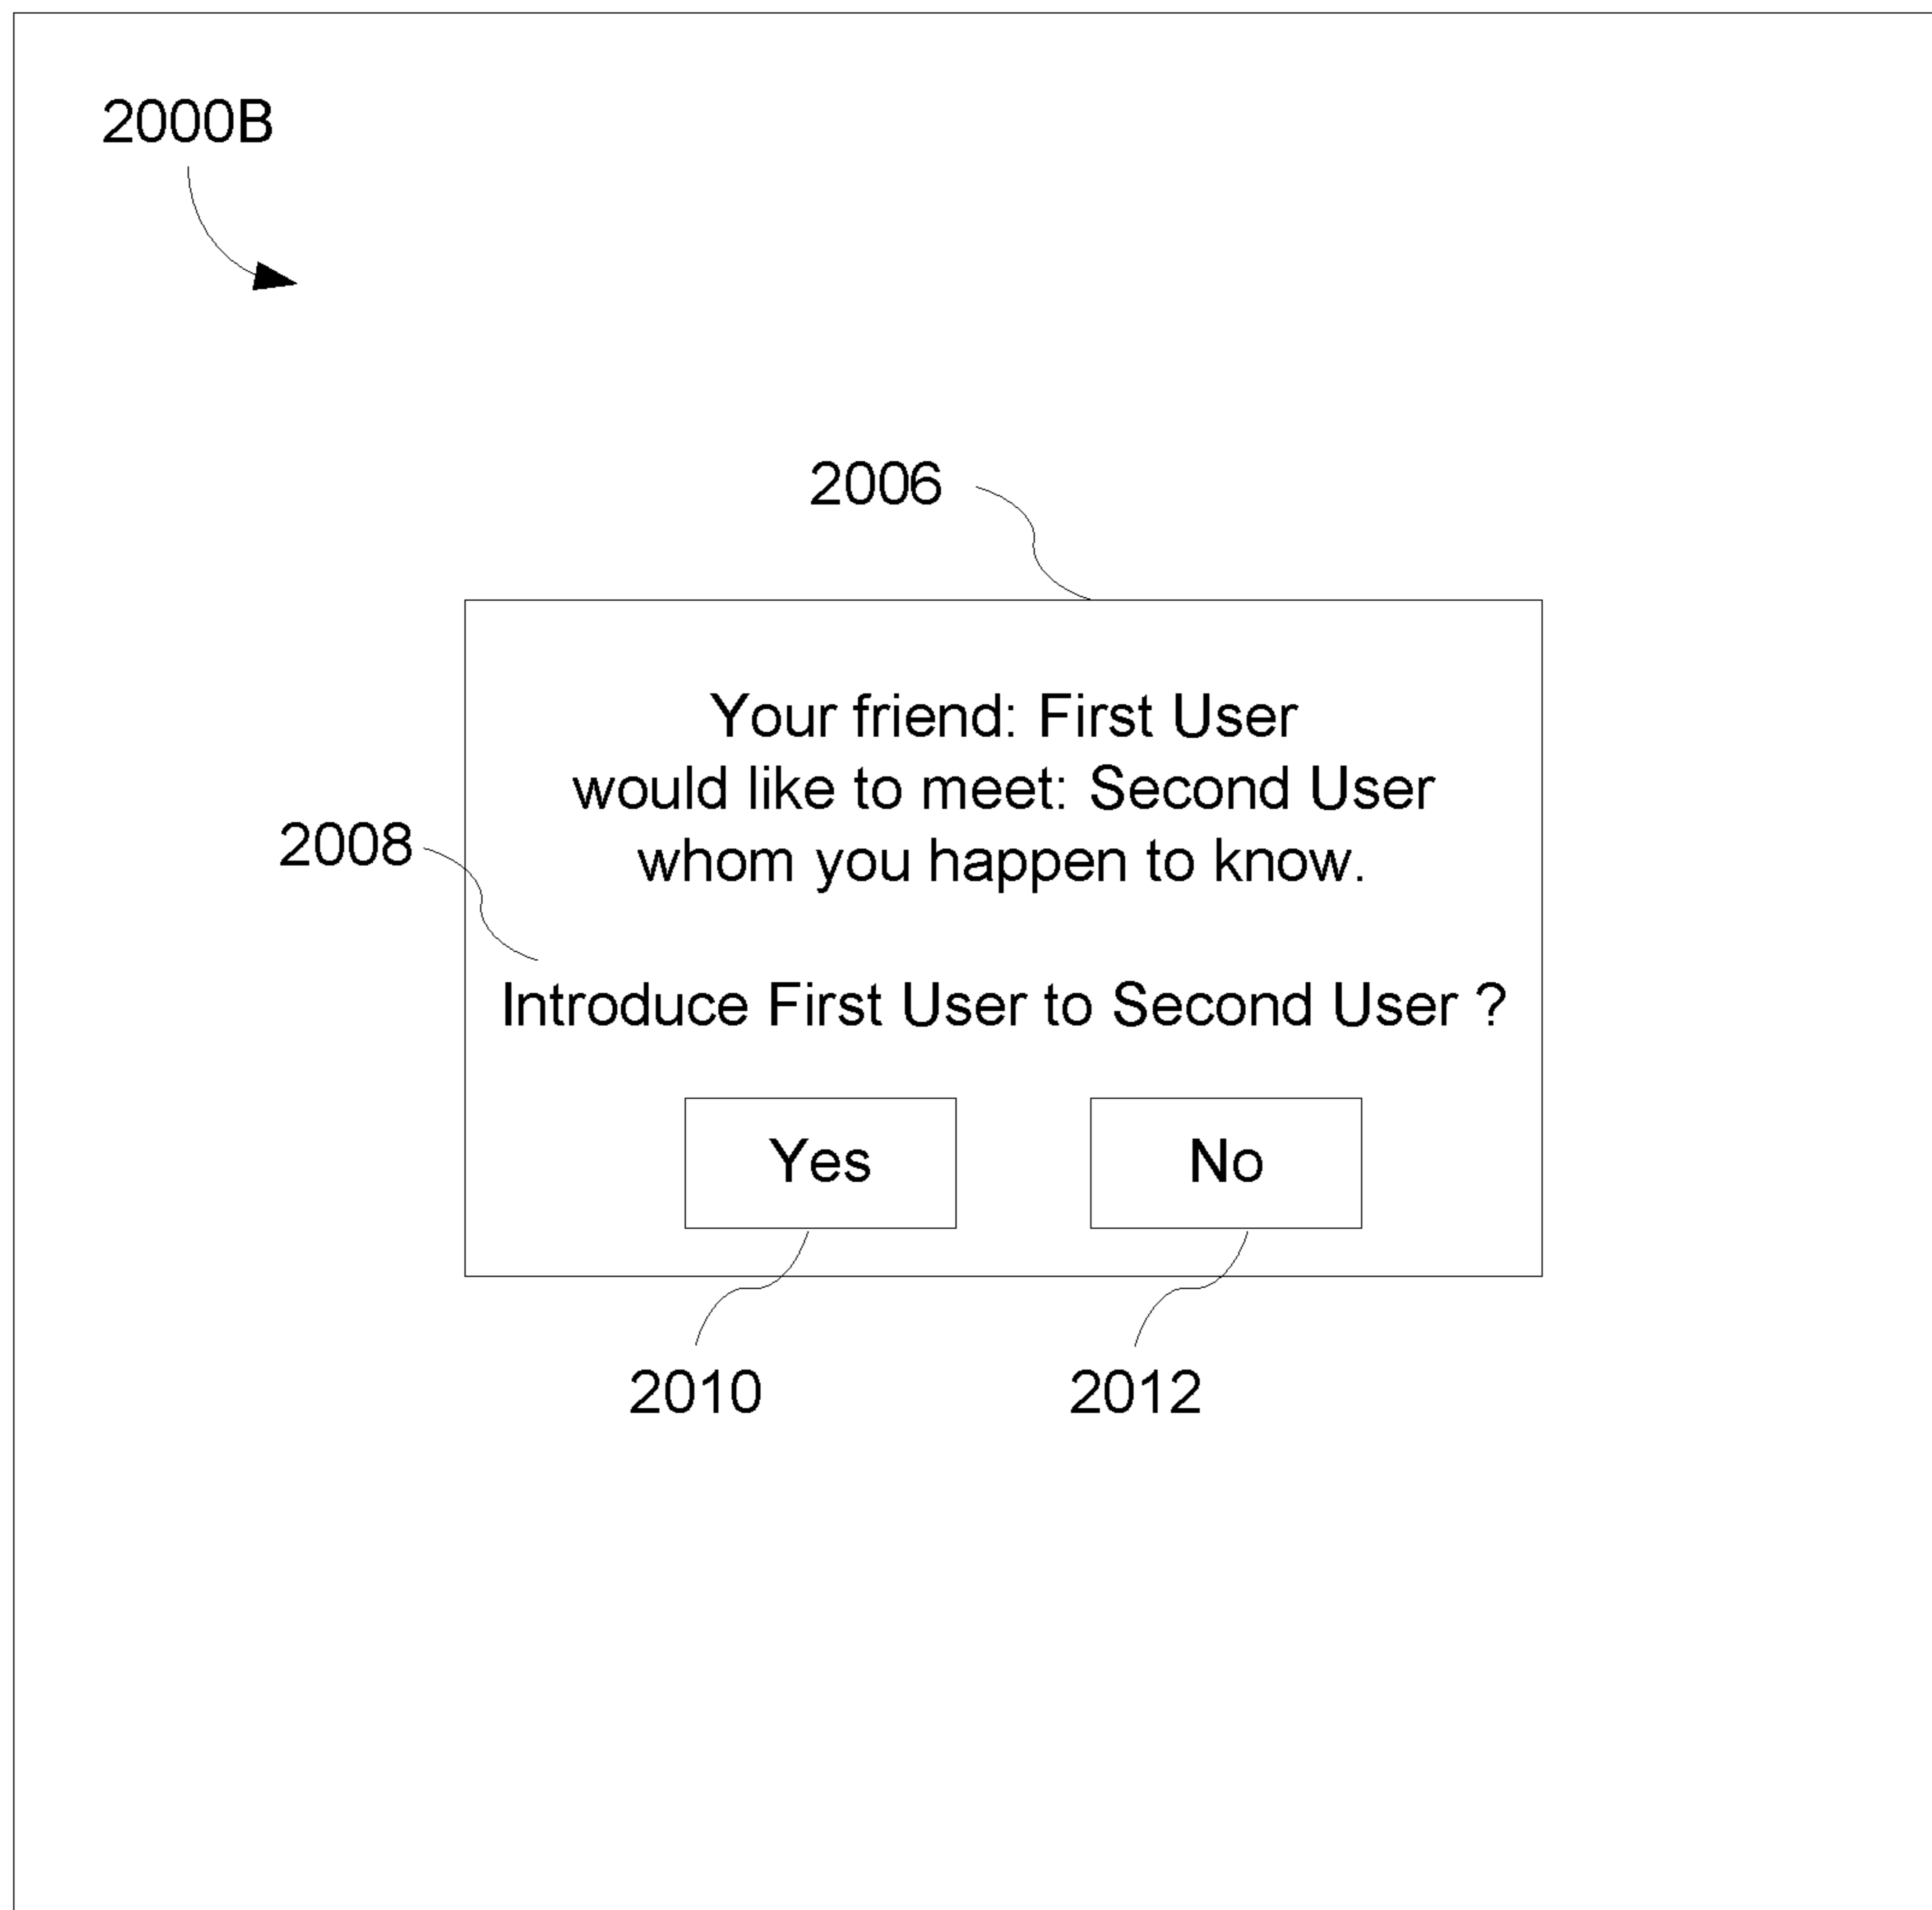 2000B
2006
Your friend: First User
would like to meet: Second User
whom you happen to know.
2008
Introduce First User to Second User ?
Yes No
2010 2012